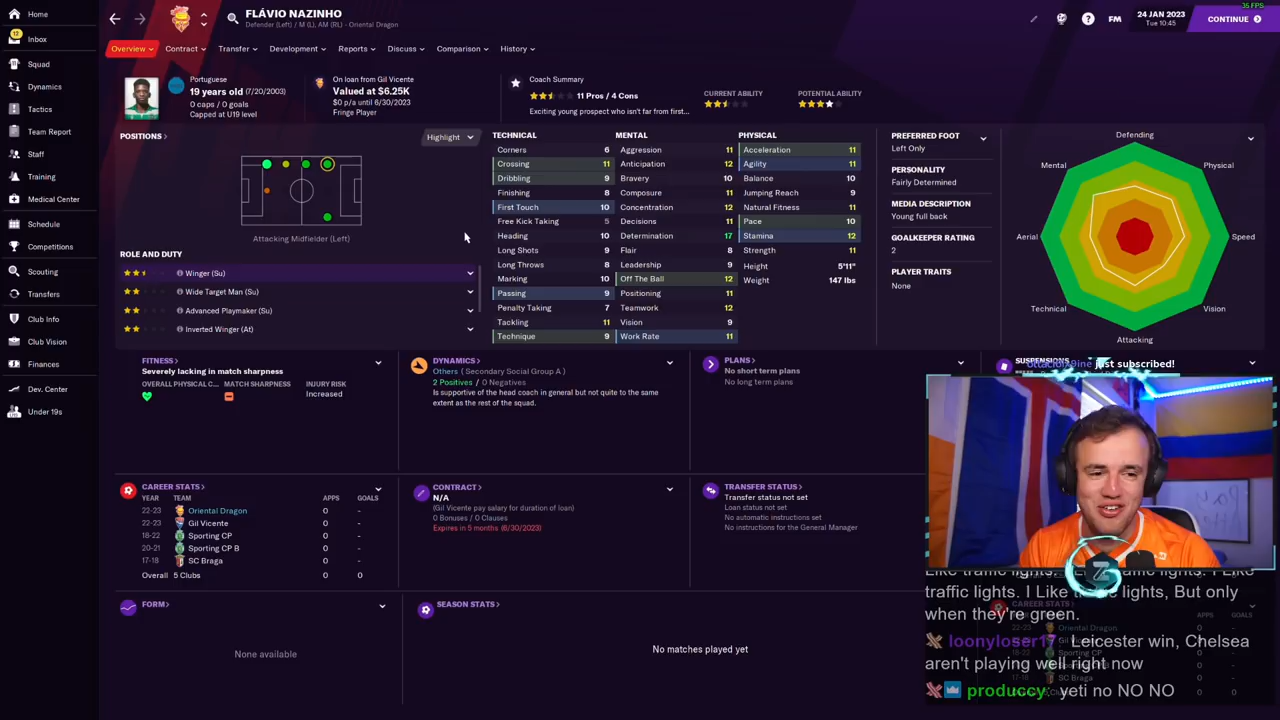 36 FPS
Home
12
Inbox
Squad
Dynamics
Tactics
Team Report
Staff
Training
Medical Center
Schedule
Competitions
Scouting
Transfers
Club Info
Club Vision
Finances
Dev. Center
Under 19s
FLÁVIO NAZINHO
Defender (Left) / M (L), AM (RL) - Oriental Dragon
FM
24 JAN 2023
Tue 10:45
CONTINUE
Overview
Contract
Transfer
Development
Reports
Discuss
Comparison
History
Portuguese
19 years old (7/20/2003)
0 caps / 0 goals
Capped at U19 level
On loan from Gil Vicente
Valued at $6.25K
$0 p/a until 6/30/2023
Fringe Player
Coach Summary
11 Pros / 4 Cons
Exciting young prospect who isn't far from first...
CURRENT ABILITY
POTENTIAL ABILITY
POSITIONS
Highlight
Attacking Midfielder (Left)
ROLE AND DUTY
Winger (Su)
Wide Target Man (Su)
Advanced Playmaker (Su)
Inverted Winger (At)
TECHNICAL
Corners 6
Crossing 11
Dribbling 9
Finishing 8
First Touch 10
Free Kick Taking 5
Heading 10
Long Shots 9
Long Throws 8
Marking 10
Passing 9
Penalty Taking 7
Tackling 11
Technique 9
MENTAL
Aggression 11
Anticipation 12
Bravery 10
Composure 11
Concentration 12
Decisions 11
Determination 17
Flair 8
Leadership 9
Off The Ball 12
Positioning 11
Teamwork 12
Vision 9
Work Rate 11
PHYSICAL
Acceleration 11
Agility 11
Balance 10
Jumping Reach 9
Natural Fitness 11
Pace 10
Stamina 12
Strength 11
Height 5'11"
Weight 147 lbs
PREFERRED FOOT
Left Only
PERSONALITY
Fairly Determined
MEDIA DESCRIPTION
Young full back
GOALKEEPER RATING
2
PLAYER TRAITS
None
Defending
Physical
Speed
Vision
Attacking
Technical
Aerial
Mental
FITNESS
Severely lacking in match sharpness
OVERALL PHYSICAL C... MATCH SHARPNESS INJURY RISK
Increased
DYNAMICS
Others ( Secondary Social Group A )
2 Positives / 0 Negatives
Is supportive of the head coach in general but not quite to the same
extent as the rest of the squad.
PLANS
No short term plans
No long term plans
SUSPENSIONS
just subscribed!
CAREER STATS
YEAR TEAM APPS GOALS
22-23 Oriental Dragon 0 -
22-23 Gil Vicente 0 -
18-22 Sporting CP 0 -
20-21 Sporting CP B 0 -
17-18 SC Braga 0 -
Overall 5 Clubs 0 0
CONTRACT
N/A
(Gil Vicente pay salary for duration of loan)
0 Bonuses / 0 Clauses
Expires in 5 months (6/30/2023)
TRANSFER STATUS
Transfer status not set
Loan status not set
No automatic instructions set
No instructions for the General Manager
FORM
None available
SEASON STATS
No matches played yet
traffic lights. I Like traffic lights, But only
when they're green.
loonyloser17: Leicester win, Chelsea
aren't playing well right now
produccy: yeti no NO NO